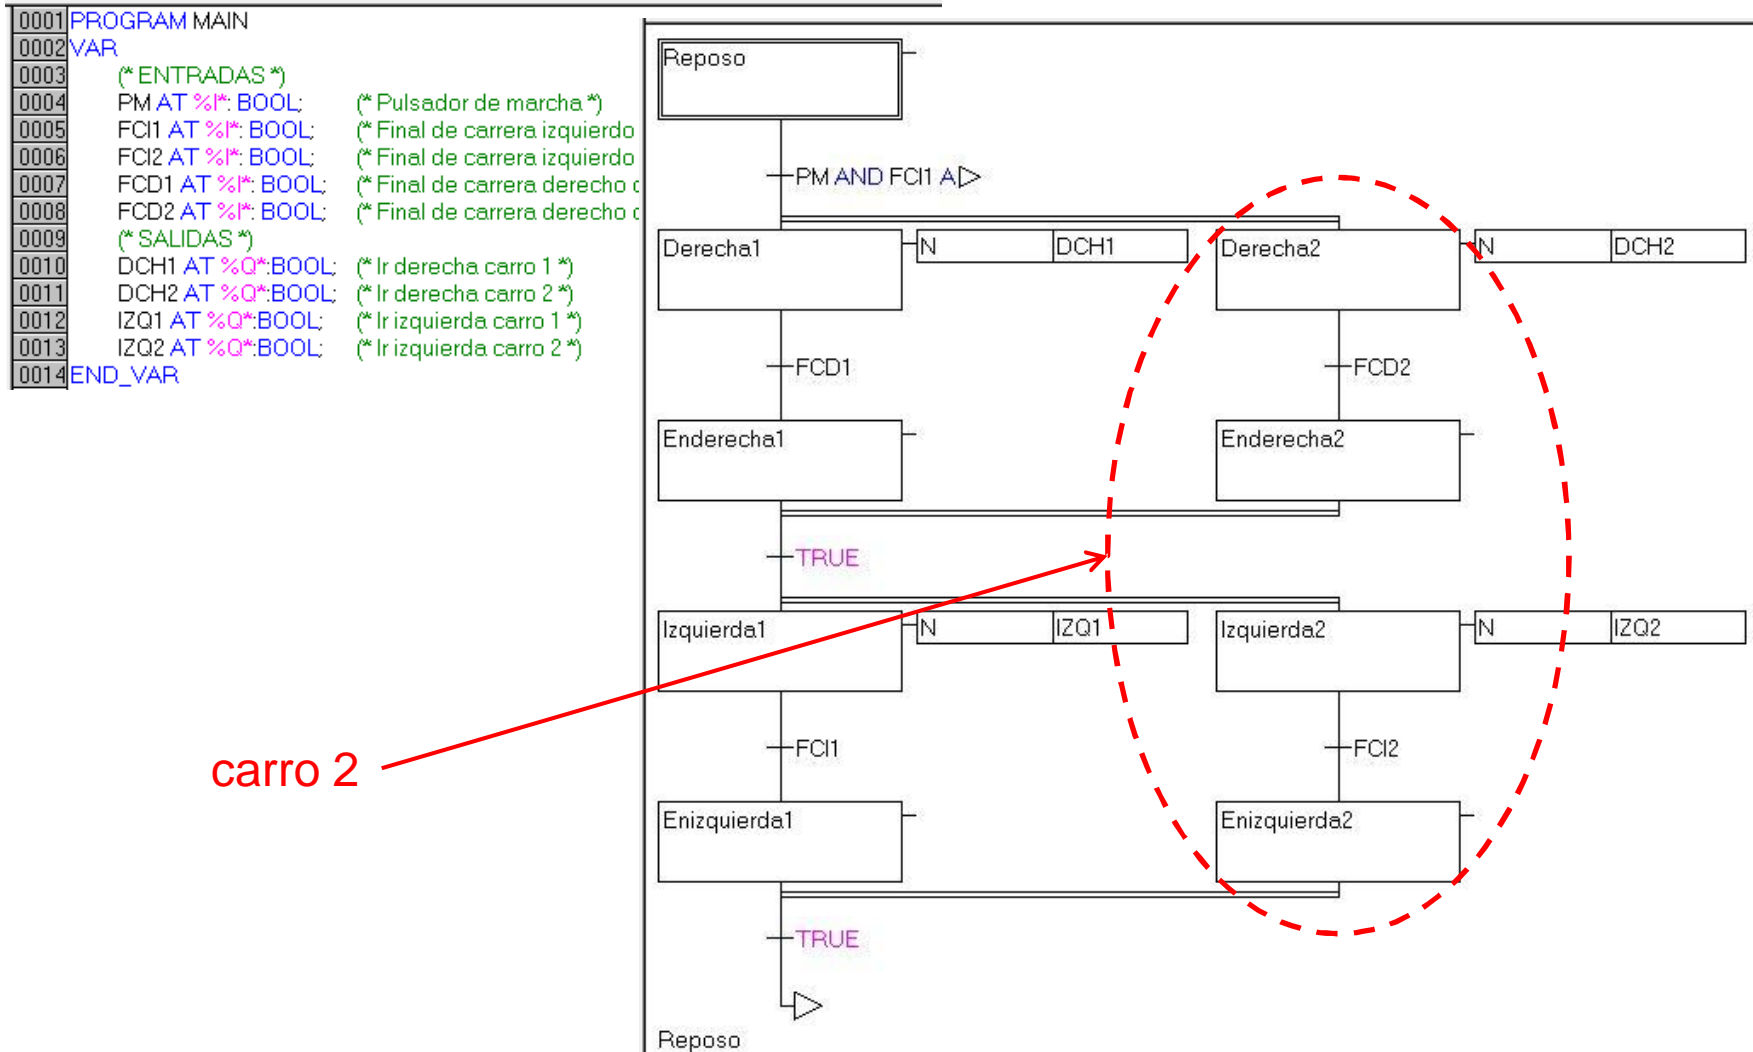 0001 PROGRAM MAIN
0002 VAR
0003 (* ENTRADAS *)
0004 PM AT %I*: BOOL; (* Pulsador de marcha *)
0005 FCI1 AT %I*: BOOL; (* Final de carrera izquierdo
0006 FCI2 AT %I*: BOOL; (* Final de carrera izquierdo
0007 FCD1 AT %I*: BOOL; (* Final de carrera derecho
0008 FCD2 AT %I*: BOOL; (* Final de carrera derecho
0009 (* SALIDAS *)
0010 DCH1 AT %Q*:BOOL; (* Ir derecha carro 1 *)
0011 DCH2 AT %Q*:BOOL; (* Ir derecha carro 2 *)
0012 IZQ1 AT %Q*:BOOL; (* Ir izquierda carro 1 *)
0013 IZQ2 AT %Q*:BOOL; (* Ir izquierda carro 2 *)
0014 END_VAR
Reposo
PM AND FCI1 A
Derecha1 N DCH1 Derecha2 N DCH2
FCD1 FCD2
Enderecha1 Enderecha2
TRUE
Izquierda1 N IZQ1 Izquierda2 N IZQ2
FCI1 FCI2
carro 2
Enizquierda1 Enizquierda2
TRUE
Reposo